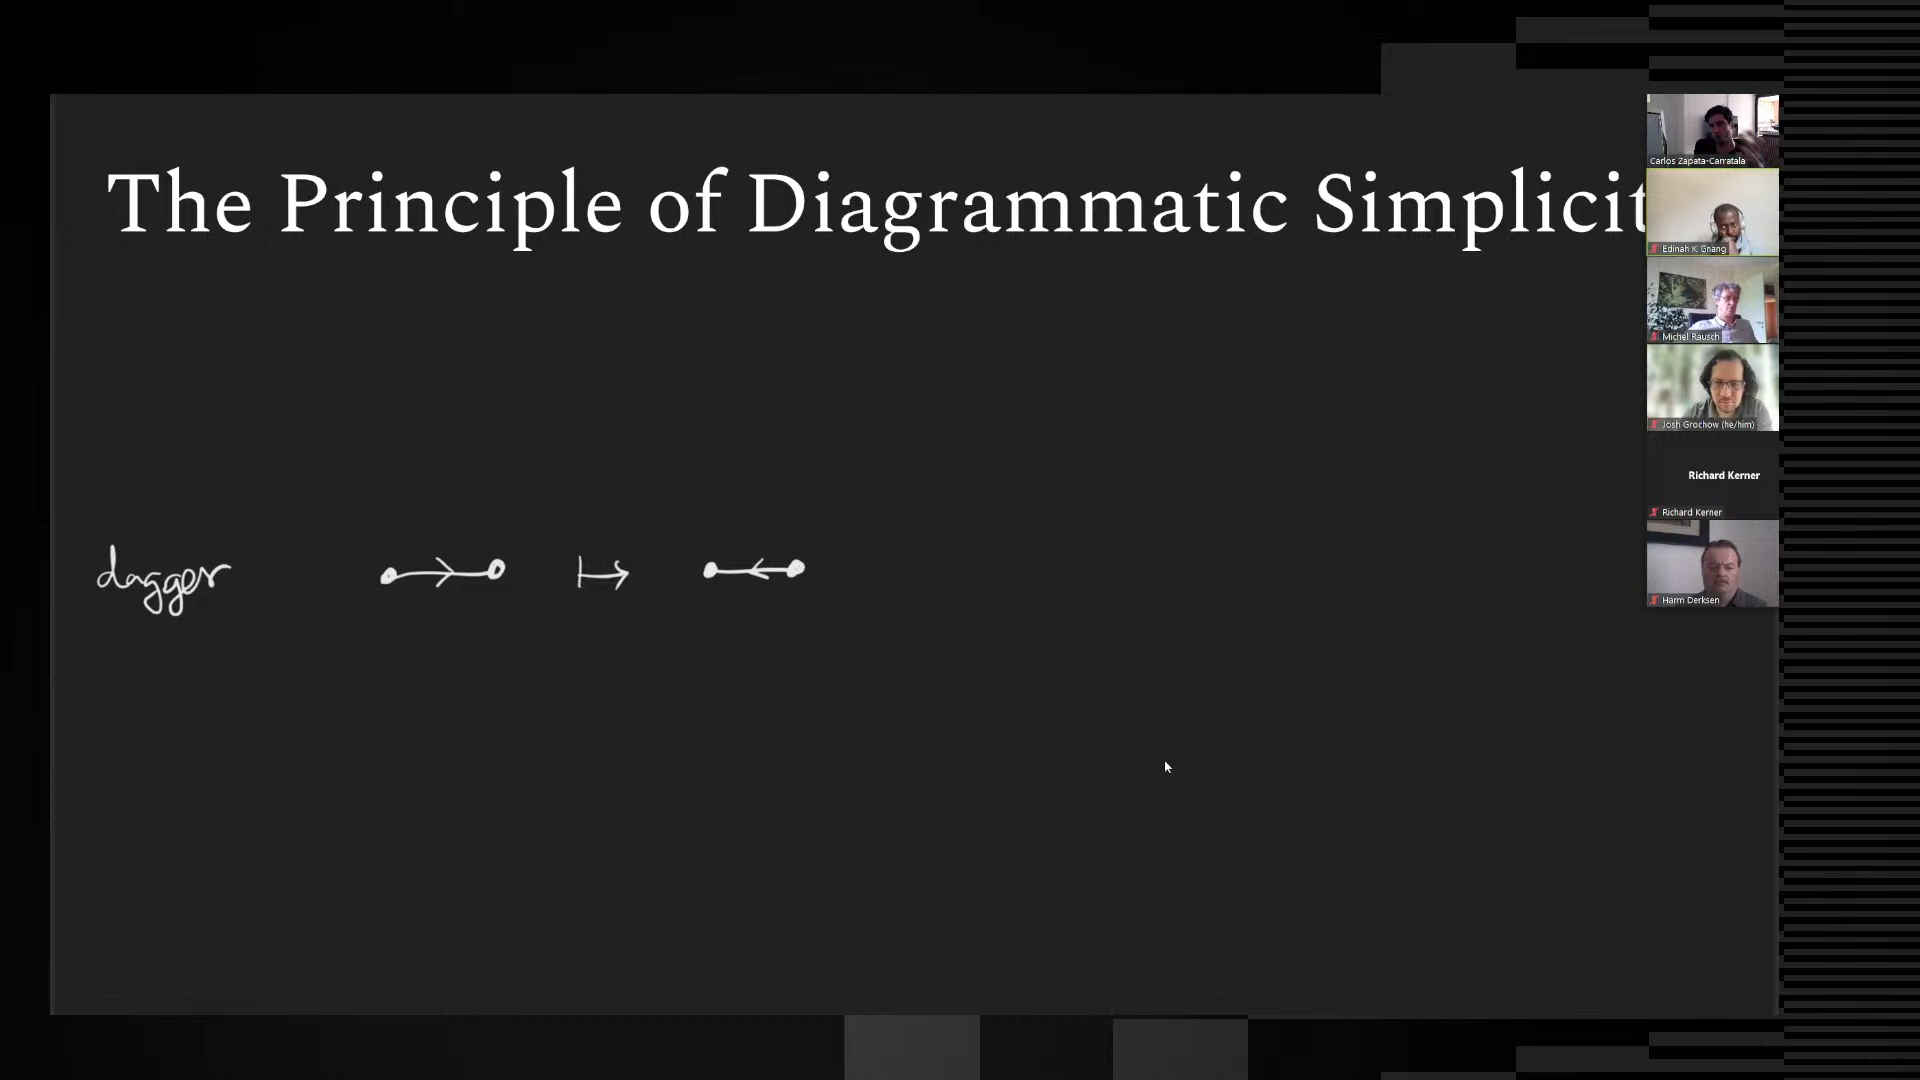 The Principle of Diagrammatic Simplicit
dagger
Carlos Zapata-Carratala
Edinah K Gnang
Michel Rausch
Josh Grochow (he/him)
Richard Kerner
Richard Kerner
Harm Derksen